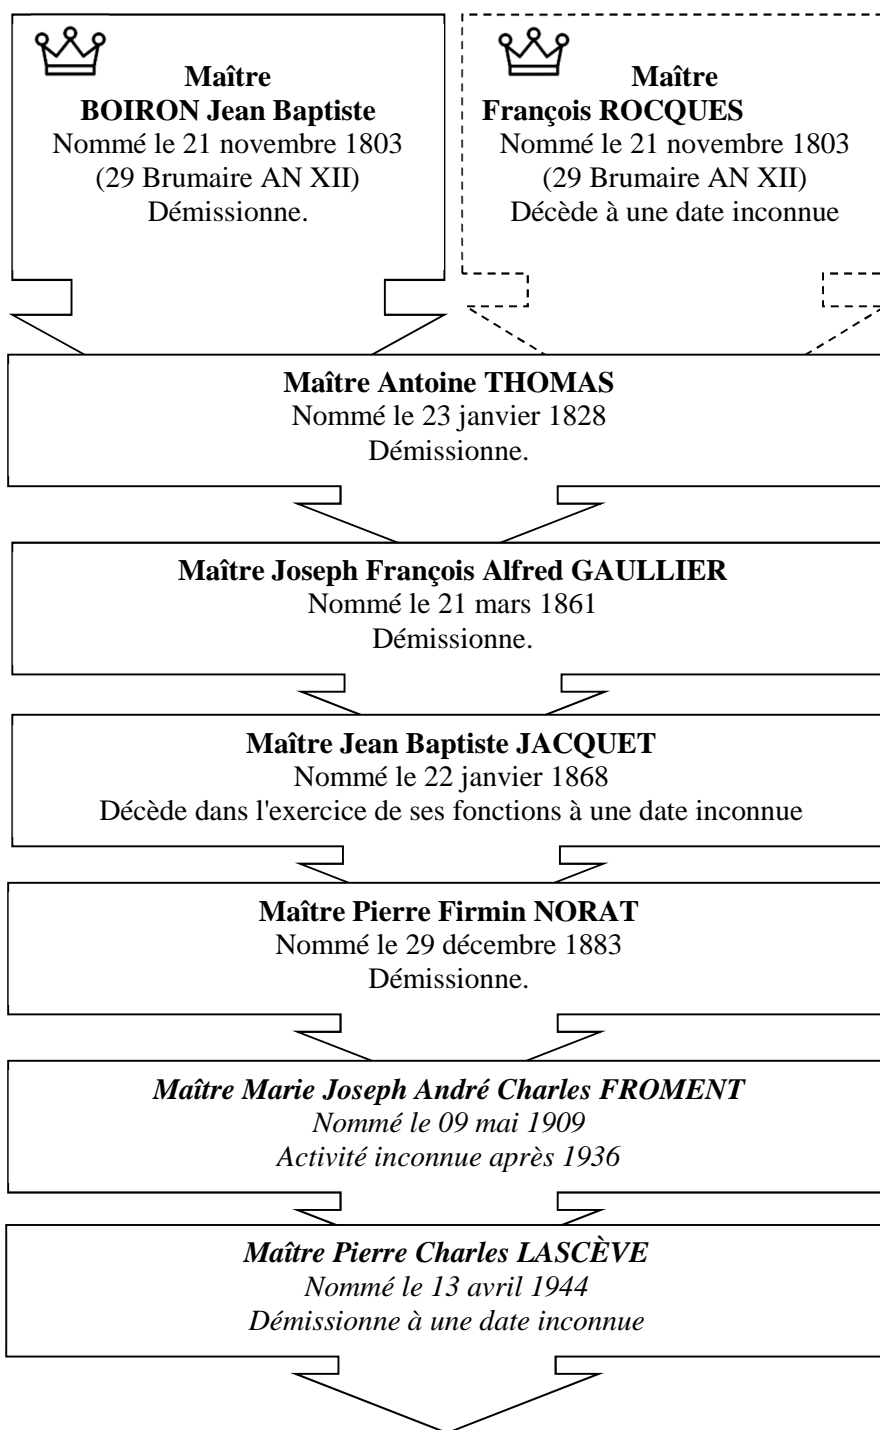 Maître
BOIRON Jean Baptiste
Nommé le 21 novembre 1803
(29 Brumaire AN XII)
Démissionne.
Maître
François ROCQUES
Nommé le 21 novembre 1803
(29 Brumaire AN XII)
Décède à une date inconnue
Maître Antoine THOMAS
Nommé le 23 janvier 1828
Démissionne.
Maître Joseph François Alfred GAULLIER
Nommé le 21 mars 1861
Démissionne.
Maître Jean Baptiste JACQUET
Nommé le 22 janvier 1868
Décède dans l'exercice de ses fonctions à une date inconnue
Maître Pierre Firmin NORAT
Nommé le 29 décembre 1883
Démissionne.
Maître Marie Joseph André Charles FROMENT
Nommé le 09 mai 1909
Activité inconnue après 1936
Maître Pierre Charles LASCÈVE
Nommé le 13 avril 1944
Démissionne à une date inconnue